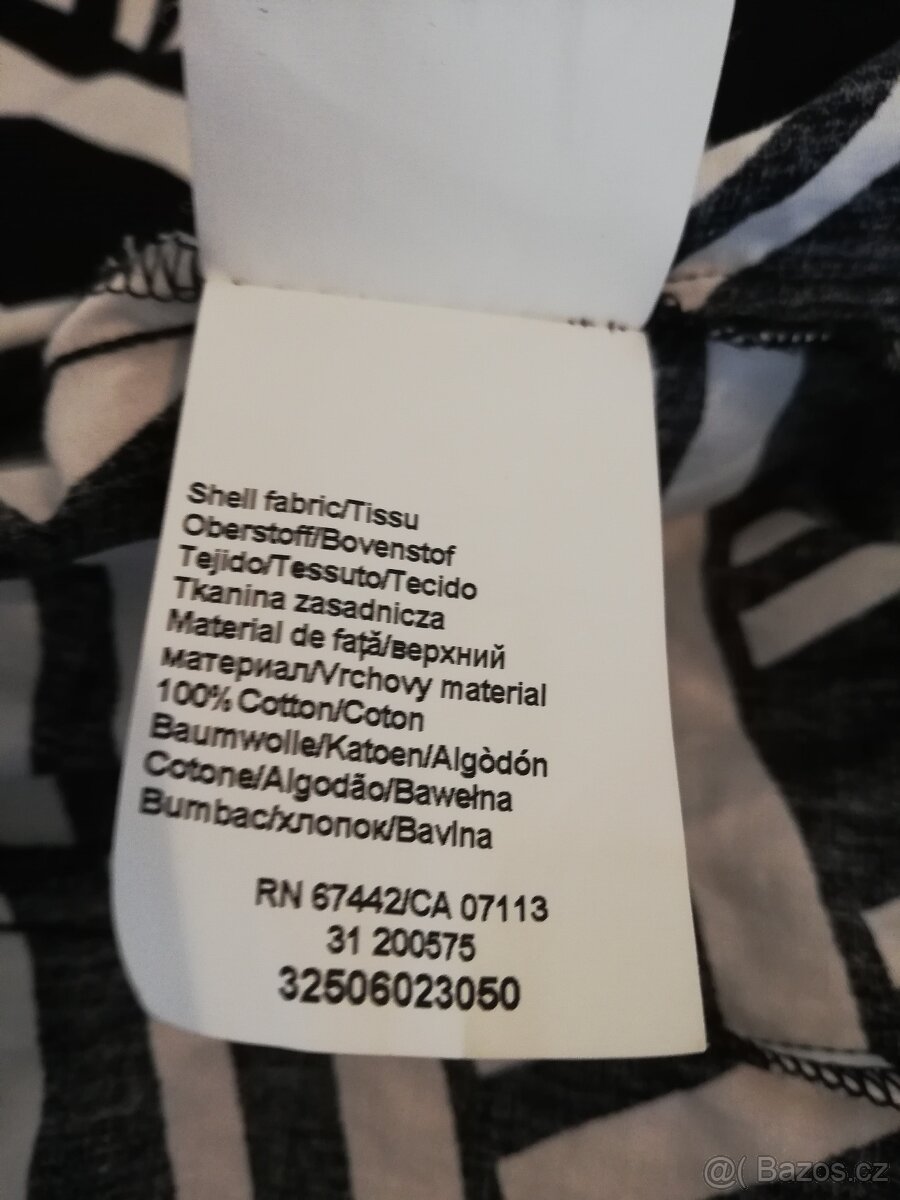 Shell fabric/Tissu
Oberstoff/Bovenstof
Tejido/Tessuto/Tecido
Tkanina zasadnicza
Material de față/верхний
материал/Vrchovy material
100% Cotton/Coton
Baumwolle/Katoen/Algòdón
Cotone/Algodão/Bawełna
Bumbac/хлопок/Bavlna
RN 67442/CA 07113
31 200575
32506023050
@( Bazos.cz